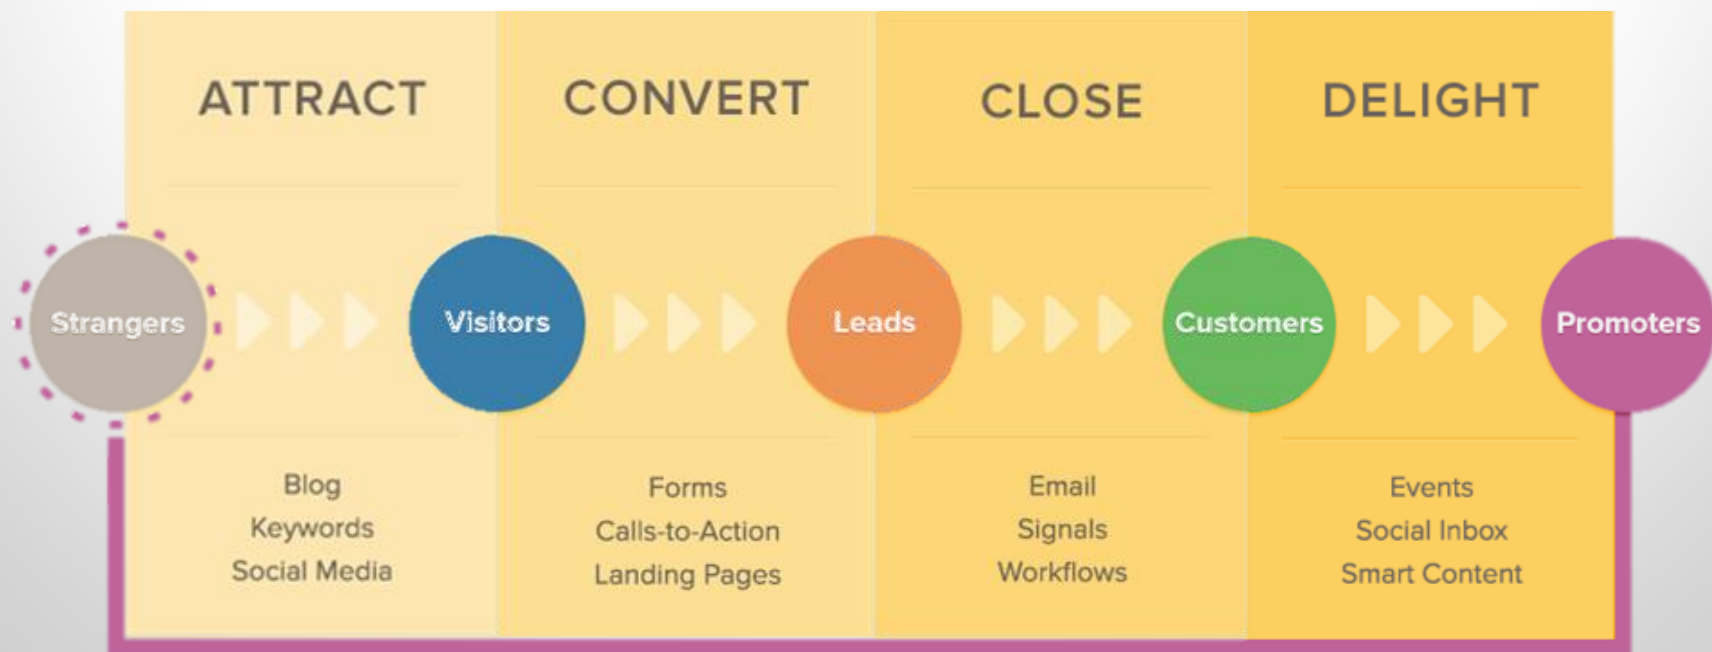 ATTRACT
CONVERT
CLOSE
DELIGHT
Strangers
Visitors
Leads
Customers
Promoters
Blog
Keywords
Social Media
Forms
Calls-to-Action
Landing Pages
Email
Signals
Workflows
Events
Social Inbox
Smart Content